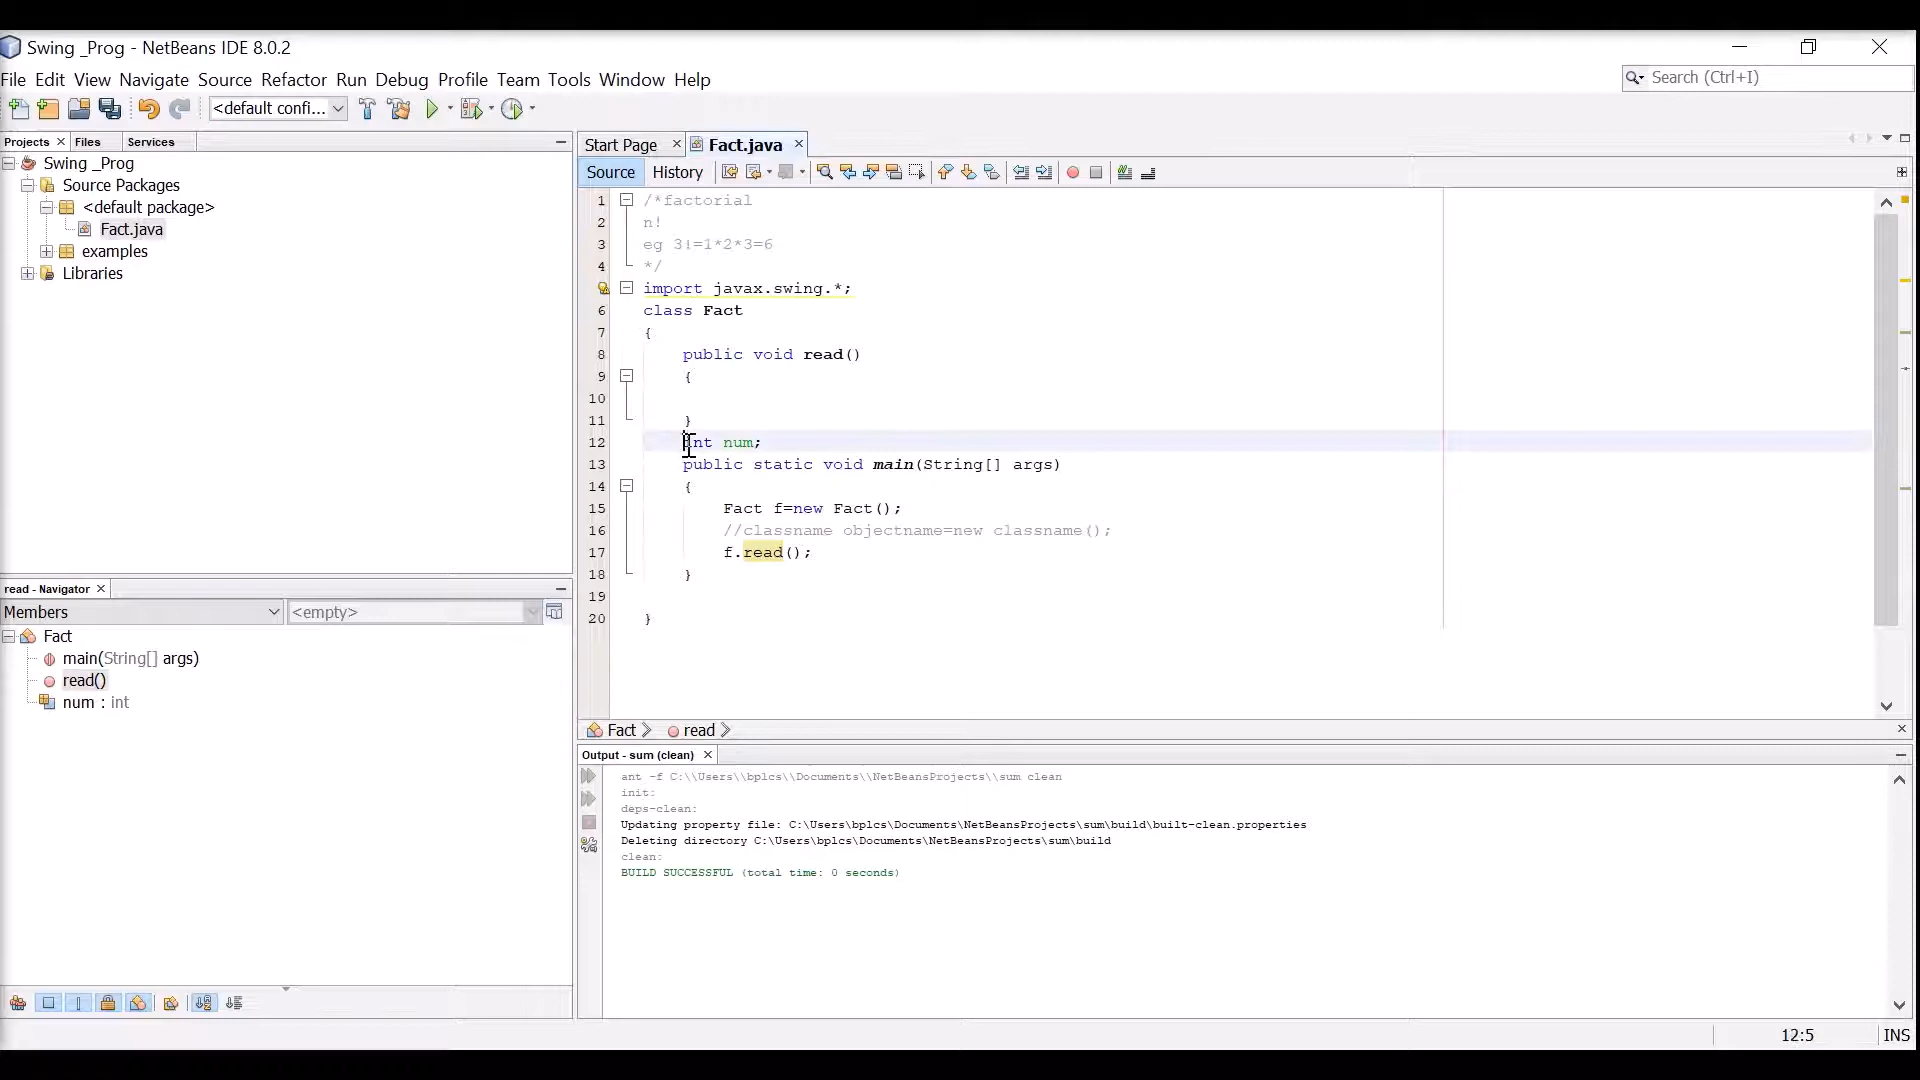 Swing _Prog - NetBeans IDE 8.0.2
File Edit View Navigate Source Refactor Run Debug Profile Team Tools Window Help
Search (Ctrl+I)
<default confi...
Projects Files Services
Swing _Prog
Source Packages
<default package>
Fact.java
examples
Libraries
read - Navigator
Members
<empty>
Fact
main(String[] args)
read()
num : int
Start Page Fact.java
Source History
1 /*factorial
2 n!
3 eg 3!=1*2*3=6
4 */
import javax.swing.*;
6 class Fact
7 {
8 public void read()
9 {
10
11 }
12 int num;
13 public static void main(String[] args)
14 {
15 Fact f=new Fact();
16 //classname objectname=new classname();
17 f.read();
18 }
19
20 }
Fact read
Output - sum (clean)
ant -f C:\\Users\\bplcs\\Documents\\NetBeansProjects\\sum clean
init:
deps-clean:
Updating property file: C:\Users\bplcs\Documents\NetBeansProjects\sum\build\built-clean.properties
Deleting directory C:\Users\bplcs\Documents\NetBeansProjects\sum\build
clean:
BUILD SUCCESSFUL (total time: 0 seconds)
12:5 INS